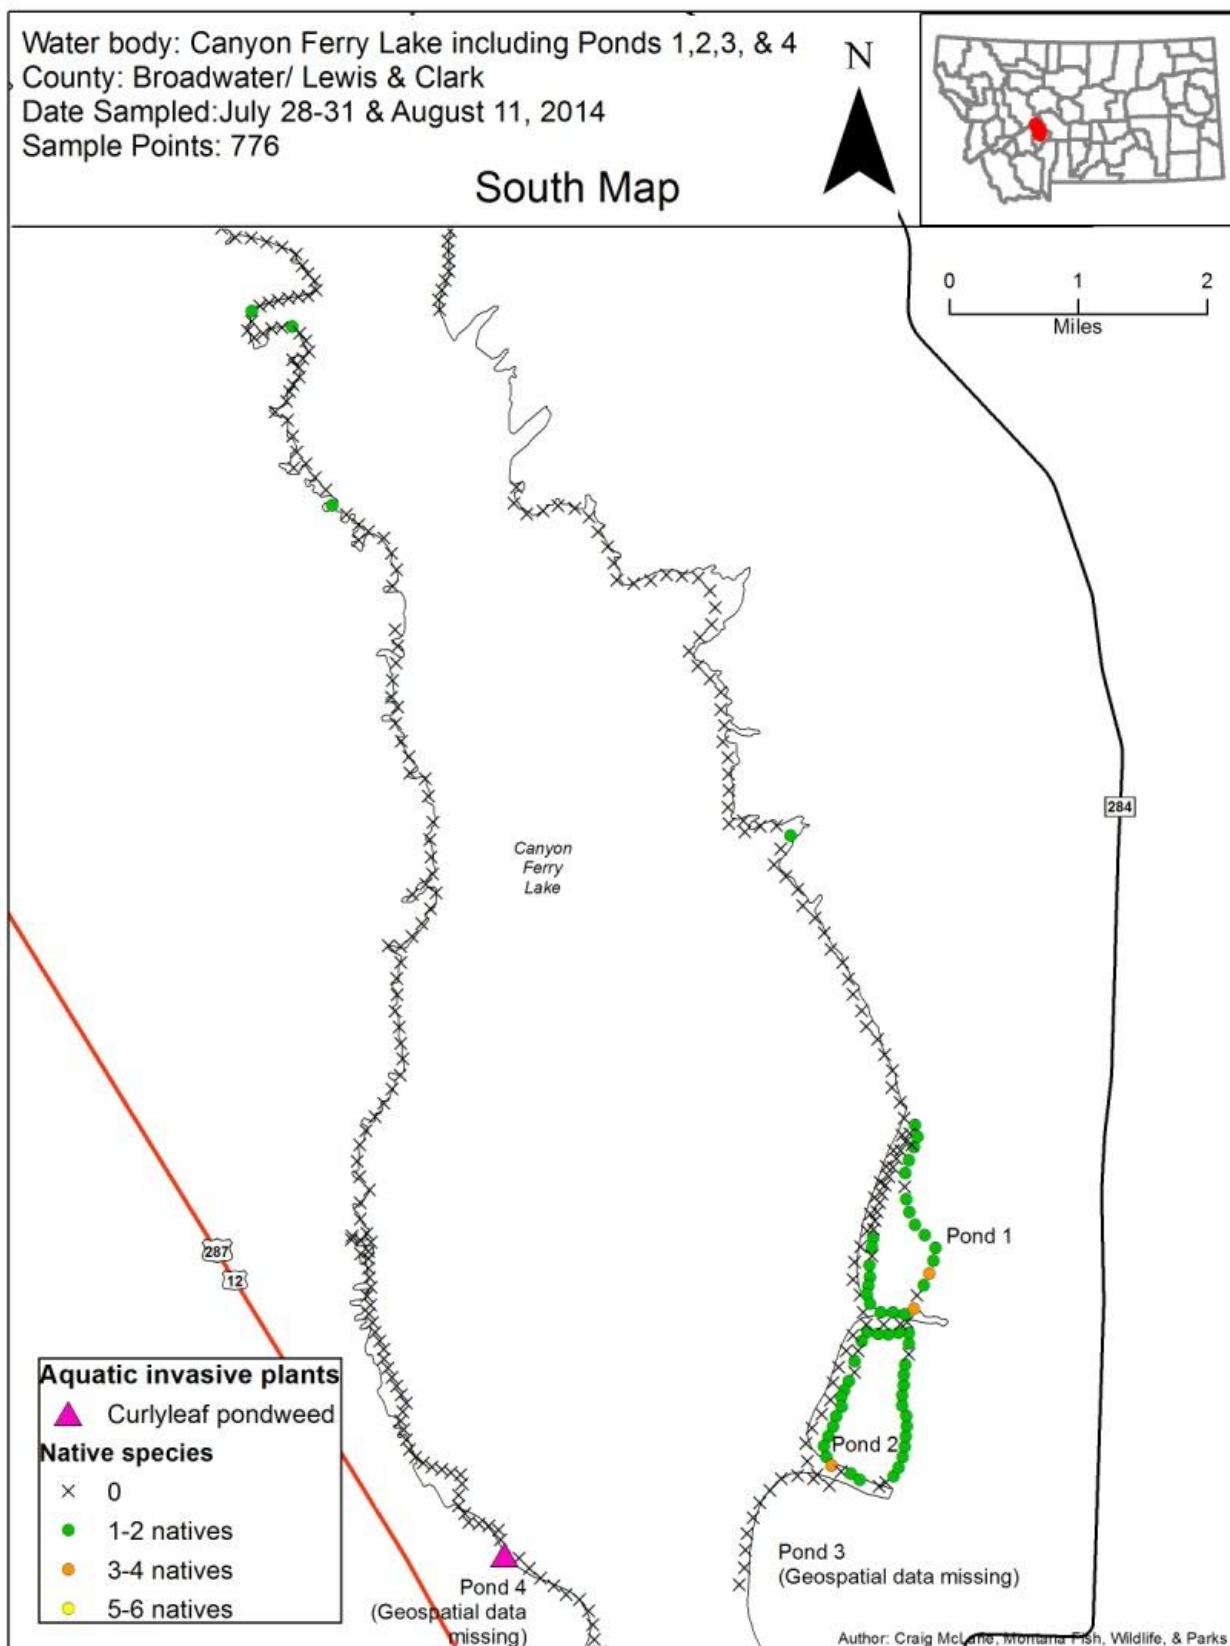 Water body: Canyon Ferry Lake including Ponds 1,2,3, & 4
County: Broadwater/ Lewis & Clark
Date Sampled:July 28-31 & August 11, 2014
Sample Points: 776
South Map
N
0 1 2
Miles
284
Canyon
Ferry
Lake
Pond 1
287
12
Aquatic invasive plants
Curlyleaf pondweed
Native species
0
1-2 natives
3-4 natives
5-6 natives
Pond 2
Pond 3
(Geospatial data missing)
Pond 4
(Geospatial data
missing)
Author: Craig McLane, Montana Fish, Wildlife, & Parks